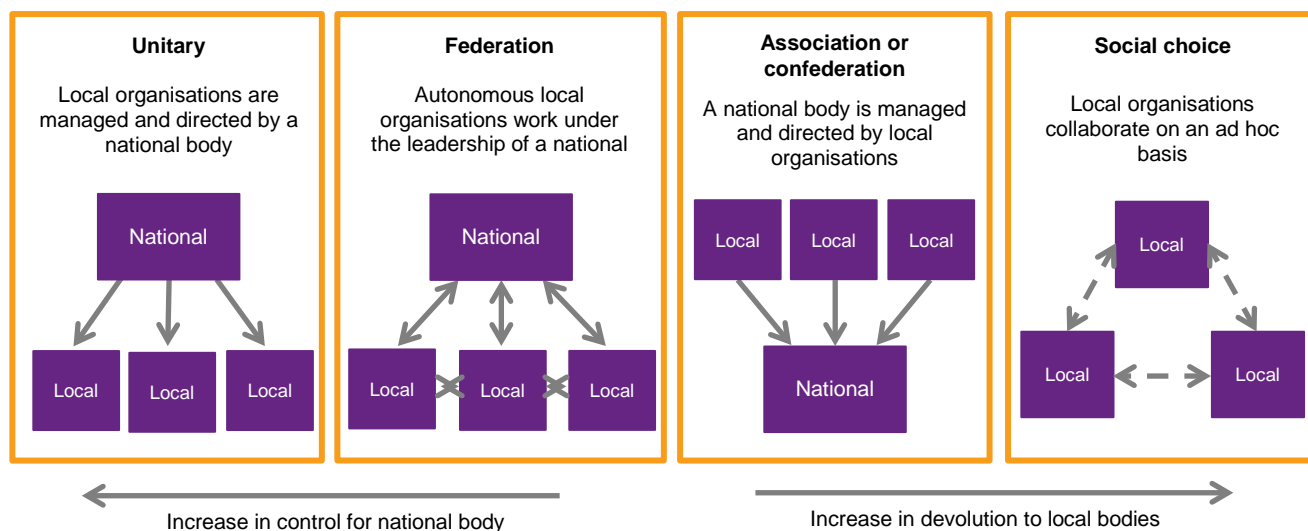 Unitary
Local organisations are
managed and directed by a
national body
National
Local
Local
Local
Federation
Autonomous local
organisations work under
the leadership of a national
National
Local
Local
Local
Association or
confederation
A national body is managed
and directed by local
organisations
Local
Local
Local
National
Social choice
Local organisations
collaborate on an ad hoc
basis
Local
Local
Local
Increase in control for national body
Increase in devolution to local bodies